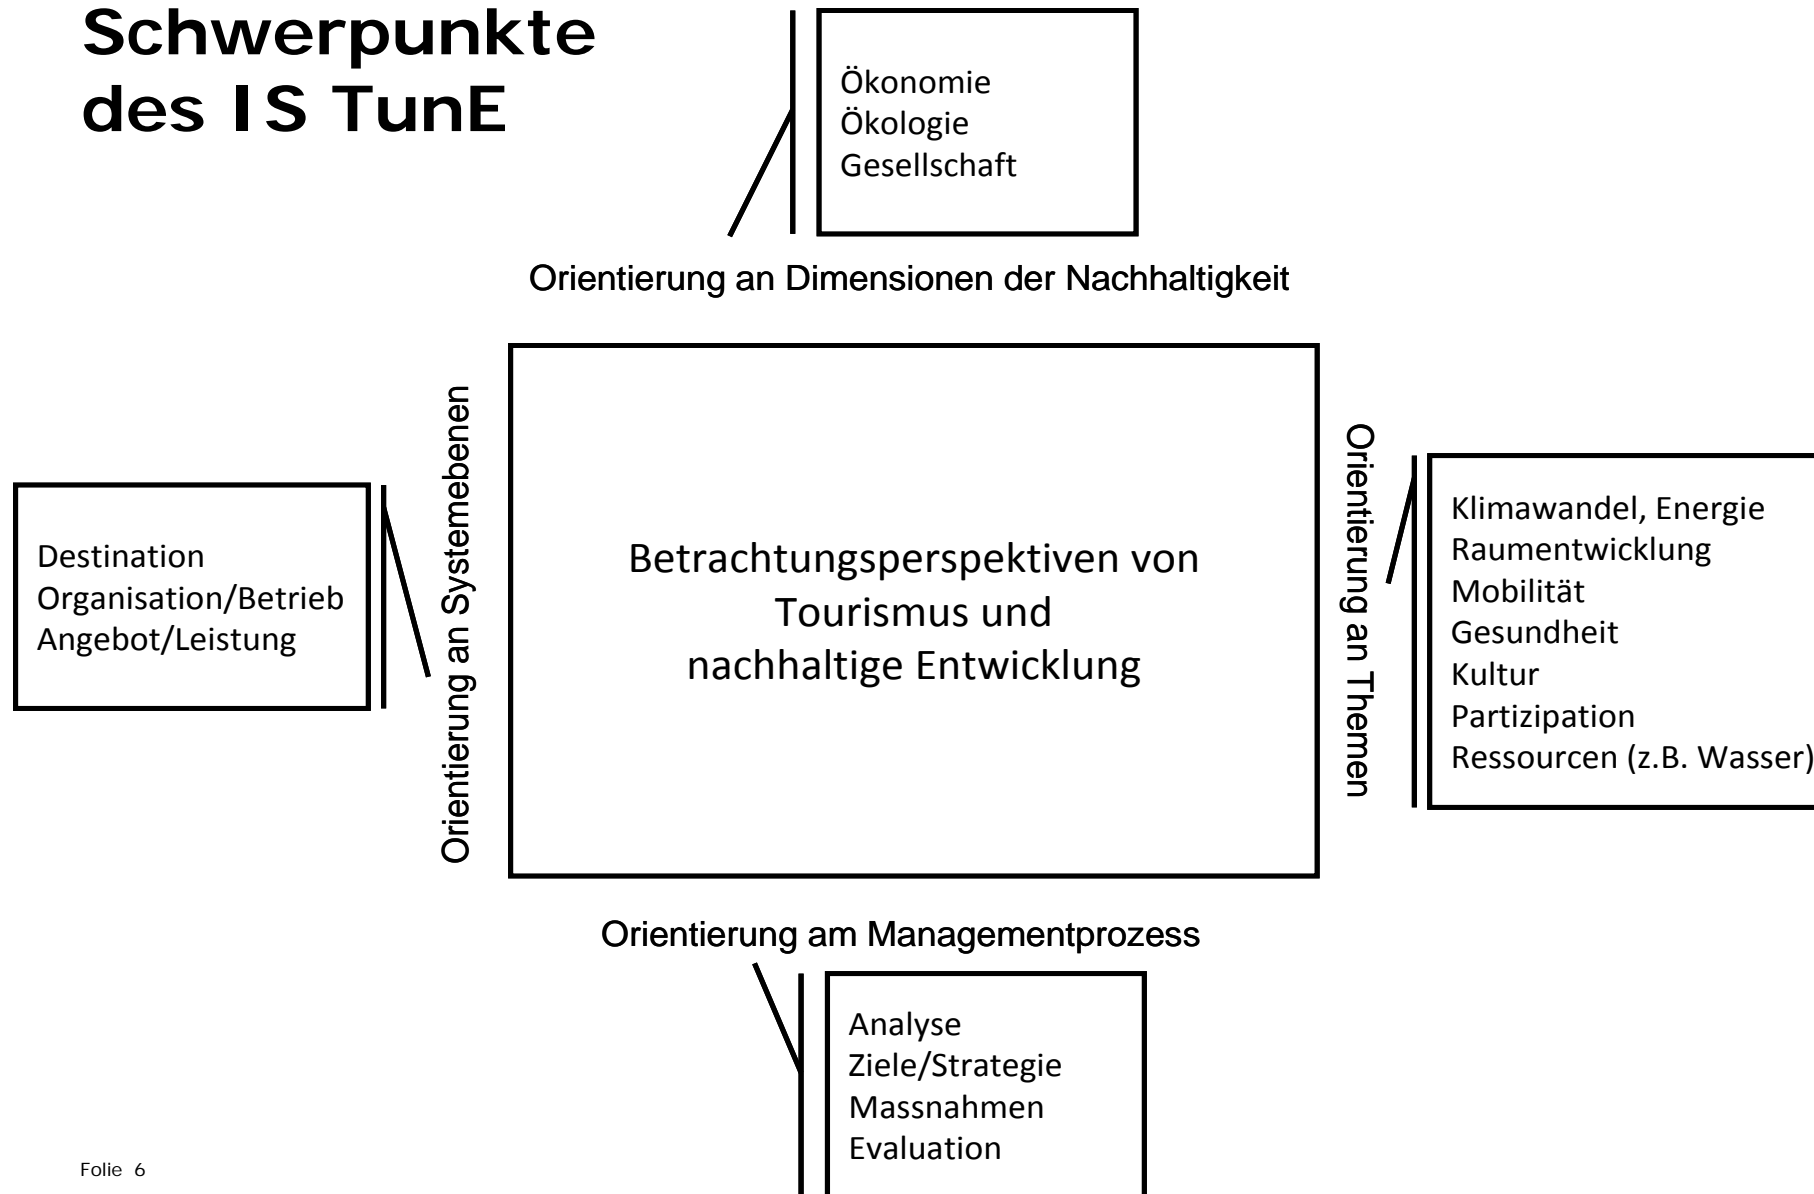 Schwerpunkte
des IS TunE
Ökonomie
Ökologie
Gesellschaft
Orientierung an Dimensionen der Nachhaltigkeit
Orientierung an Systemebenen
Destination
Organisation/Betrieb
Angebot/Leistung
Betrachtungsperspektiven von
Tourismus und
nachhaltige Entwicklung
Orientierung an Themen
Klimawandel, Energie
Raumentwicklung
Mobilität
Gesundheit
Kultur
Partizipation
Ressourcen (z.B. Wasser)
Orientierung am Managementprozess
Analyse
Ziele/Strategie
Massnahmen
Evaluation
Folie 6